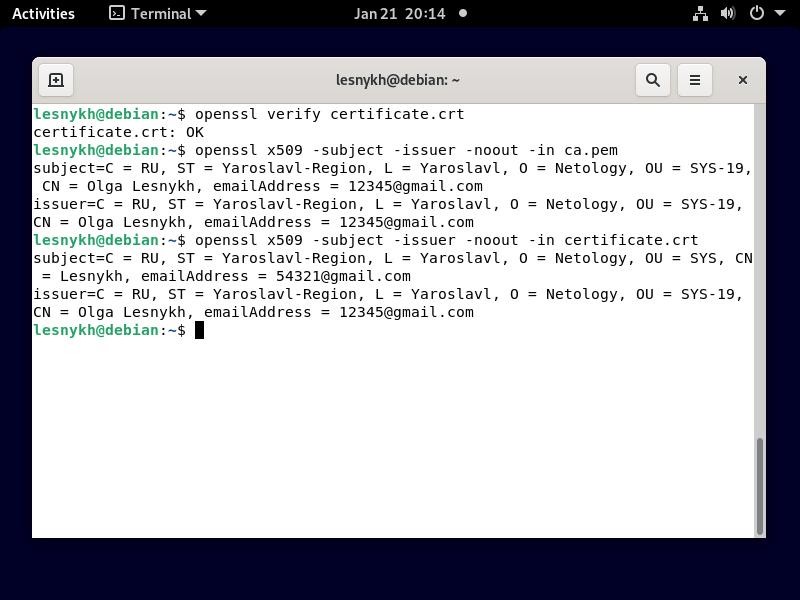 Activities Terminal Jan 21 20:14
lesnykh@debian: ~
lesnykh@debian:~$ openssl verify certificate.crt
certificate.crt: OK
lesnykh@debian:~$ openssl x509 -subject -issuer -noout -in ca.pem
subject=C = RU, ST = Yaroslavl-Region, L = Yaroslavl, O = Netology, OU = SYS-19,
 CN = Olga Lesnykh, emailAddress = 12345@gmail.com
issuer=C = RU, ST = Yaroslavl-Region, L = Yaroslavl, O = Netology, OU = SYS-19,
CN = Olga Lesnykh, emailAddress = 12345@gmail.com
lesnykh@debian:~$ openssl x509 -subject -issuer -noout -in certificate.crt
subject=C = RU, ST = Yaroslavl-Region, L = Yaroslavl, O = Netology, OU = SYS, CN
 = Lesnykh, emailAddress = 54321@gmail.com
issuer=C = RU, ST = Yaroslavl-Region, L = Yaroslavl, O = Netology, OU = SYS-19,
CN = Olga Lesnykh, emailAddress = 12345@gmail.com
lesnykh@debian:~$